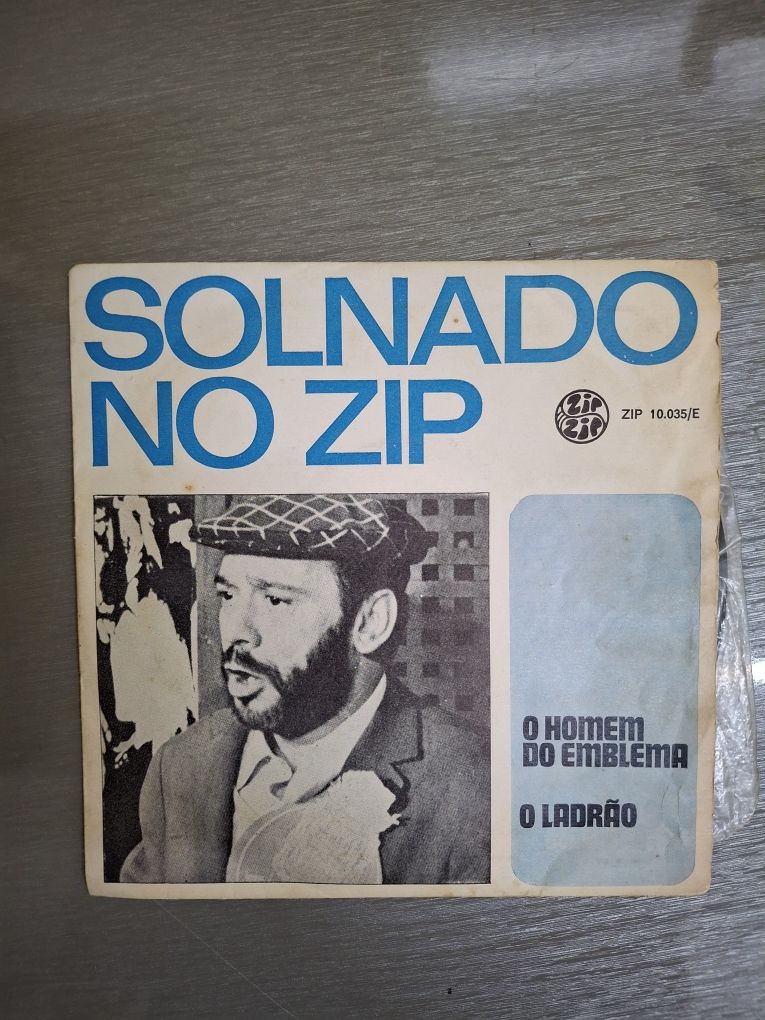 SOLNADO
NO ZIP
ZIP
ZIP
ZIP 10.035/E
O HOMEM
DO EMBLEMA
O LADRÃO